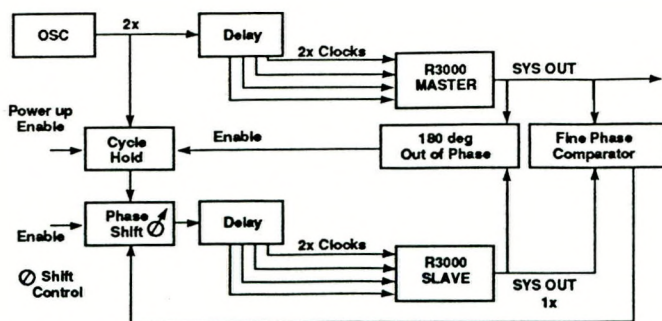 OSC
2x
Delay
2x Clocks
R3000
MASTER
SYS OUT
Power up
Enable
Cycle
Hold
Enable
180 deg
Out of Phase
Fine Phase
Comparator
Enable
Phase
Shift
Delay
2x Clocks
R3000
SLAVE
SYS OUT
1x
Shift
Control